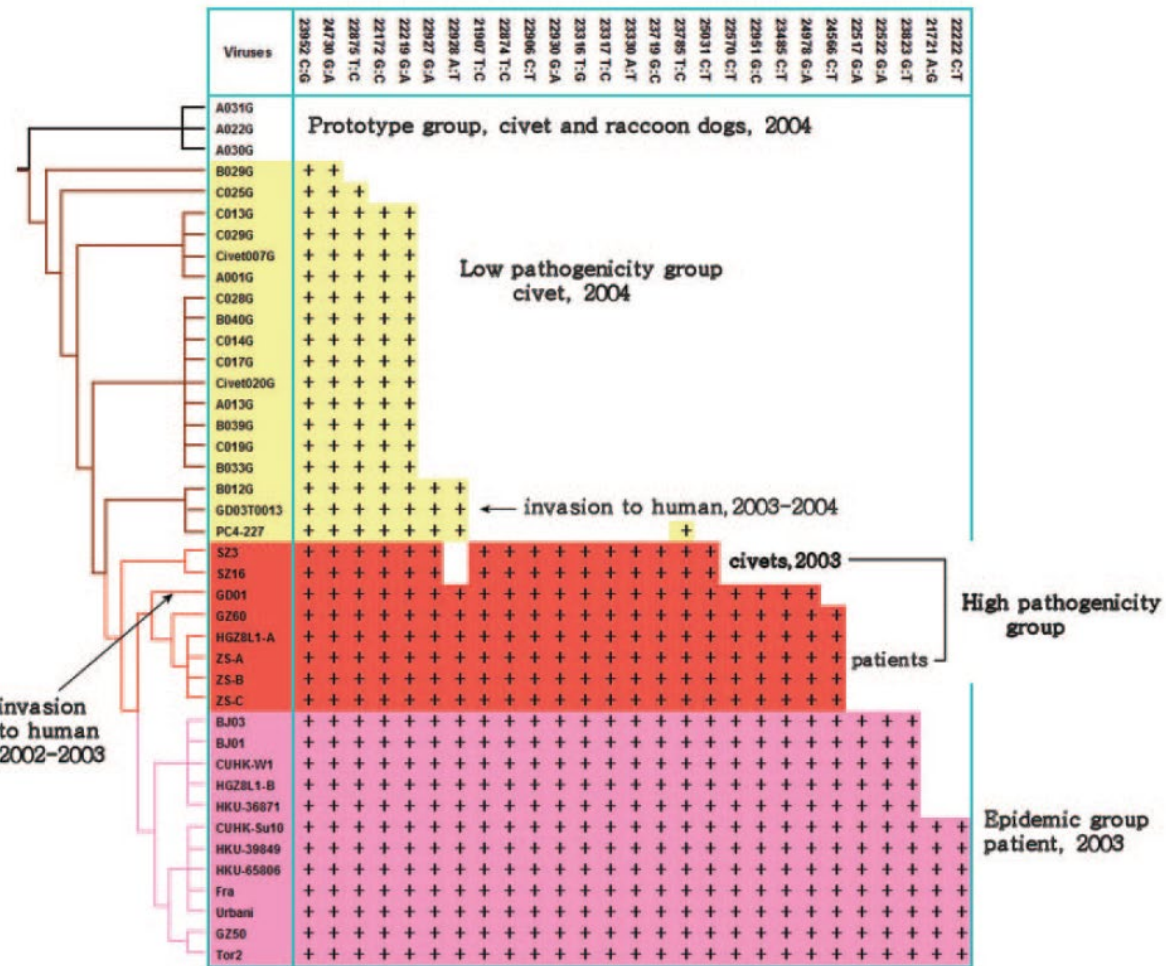 Viruses
23952 C:G
24730 G:A
22875 T:C
22172 G:C
22219 G:A
22927 G:A
22928 A:T
21907 T:C
22874 T:C
22906 C:T
22930 G:A
23316 T:G
23317 T:C
23330 A:T
23719 G:C
23785 T:C
25031 C:T
22570 C:T
22951 G:C
23485 C:T
24978 G:A
24566 C:T
22517 G:A
22522 G:A
23823 G:T
21721 A:G
22222 C:T
A031G
A022G
A030G
Prototype group, civet and raccoon dogs, 2004
B029G + +
C025G + + +
C013G + + + + +
C029G + + + + +
Civet007G + + + + +
A001G + + + + +
C028G + + + + +
B040G + + + + +
C014G + + + + +
C017G + + + + +
Civet020G + + + + +
A013G + + + + +
B039G + + + + +
C019G + + + + +
B033G + + + + +
Low pathogenicity group
civet, 2004
B012G + + + + + + +
GD03T0013 + + + + + + +
invasion to human, 2003-2004
PC4-227 + + + + + + + +
SZ3 + + + + + + + + + + + + + + + +
SZ16 + + + + + + + + + + + + + + + +
civets, 2003
GD01 + + + + + + + + + + + + + + + + + + + + +
GZ60 + + + + + + + + + + + + + + + + + + + + + +
HGZ8L1-A + + + + + + + + + + + + + + + + + + + + + +
ZS-A + + + + + + + + + + + + + + + + + + + + + +
ZS-B + + + + + + + + + + + + + + + + + + + + + +
ZS-C + + + + + + + + + + + + + + + + + + + + + +
patients
High pathogenicity
group
invasion
to human
2002-2003
BJ03 + + + + + + + + + + + + + + + + + + + + + + + + +
BJ01 + + + + + + + + + + + + + + + + + + + + + + + + +
CUHK-W1 + + + + + + + + + + + + + + + + + + + + + + + + +
HGZ8L1-B + + + + + + + + + + + + + + + + + + + + + + + + +
HKU-36871 + + + + + + + + + + + + + + + + + + + + + + + + +
CUHK-Su10 + + + + + + + + + + + + + + + + + + + + + + + + + + +
HKU-39849 + + + + + + + + + + + + + + + + + + + + + + + + + + +
HKU-65806 + + + + + + + + + + + + + + + + + + + + + + + + + + +
Fra + + + + + + + + + + + + + + + + + + + + + + + + + + +
Urbani + + + + + + + + + + + + + + + + + + + + + + + + + + +
GZ50 + + + + + + + + + + + + + + + + + + + + + + + + + + +
Tor2 + + + + + + + + + + + + + + + + + + + + + + + + + + +
Epidemic group
patient, 2003